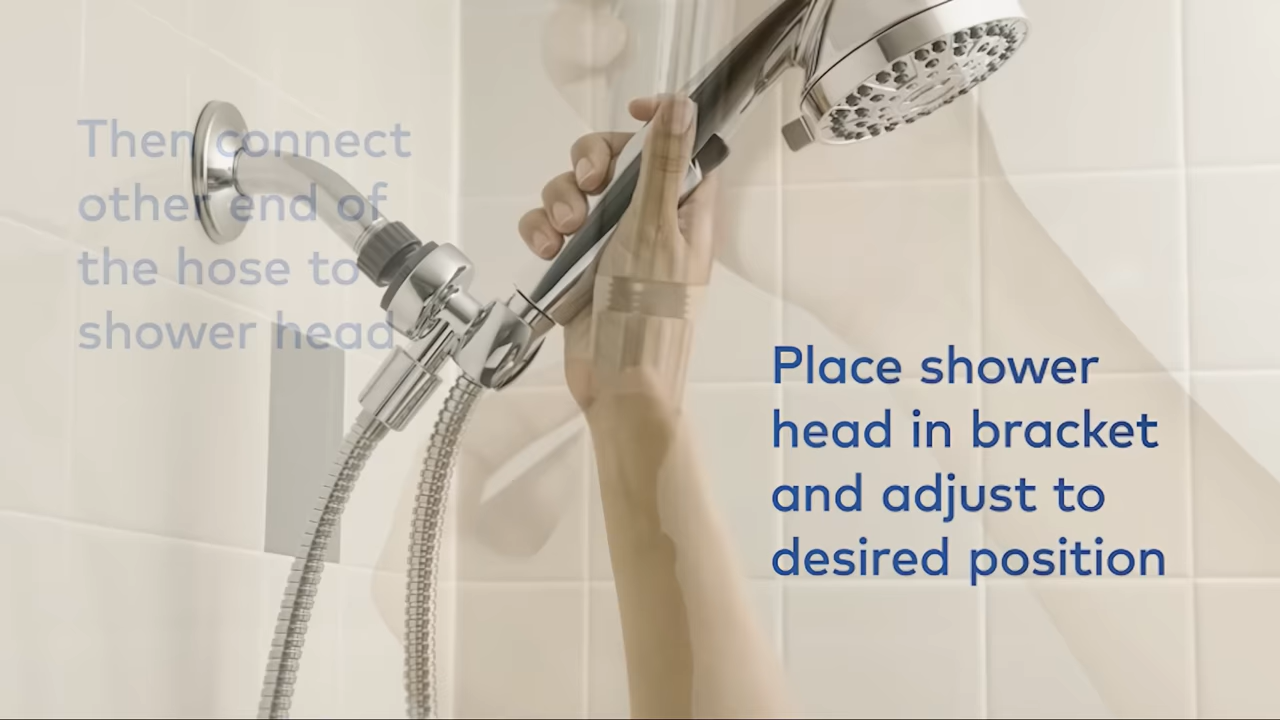 Then connect
other end of
the hose to
shower head
Place shower
head in bracket
and adjust to
desired position